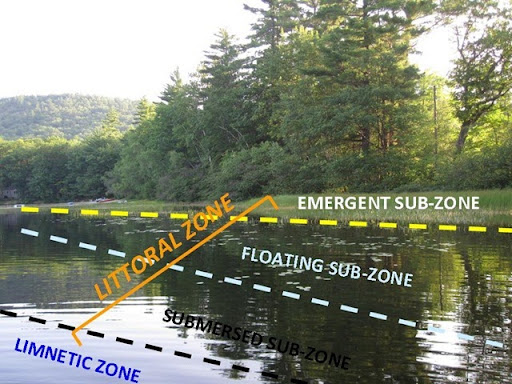 EMERGENT SUB-ZONE
LITTORAL ZONE
FLOATING SUB-ZONE
SUBMERSED SUB-ZONE
LIMNETIC ZONE